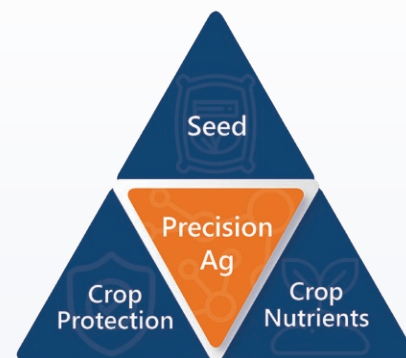 Seed
Precision
Ag
Crop
Protection
Crop
Nutrients